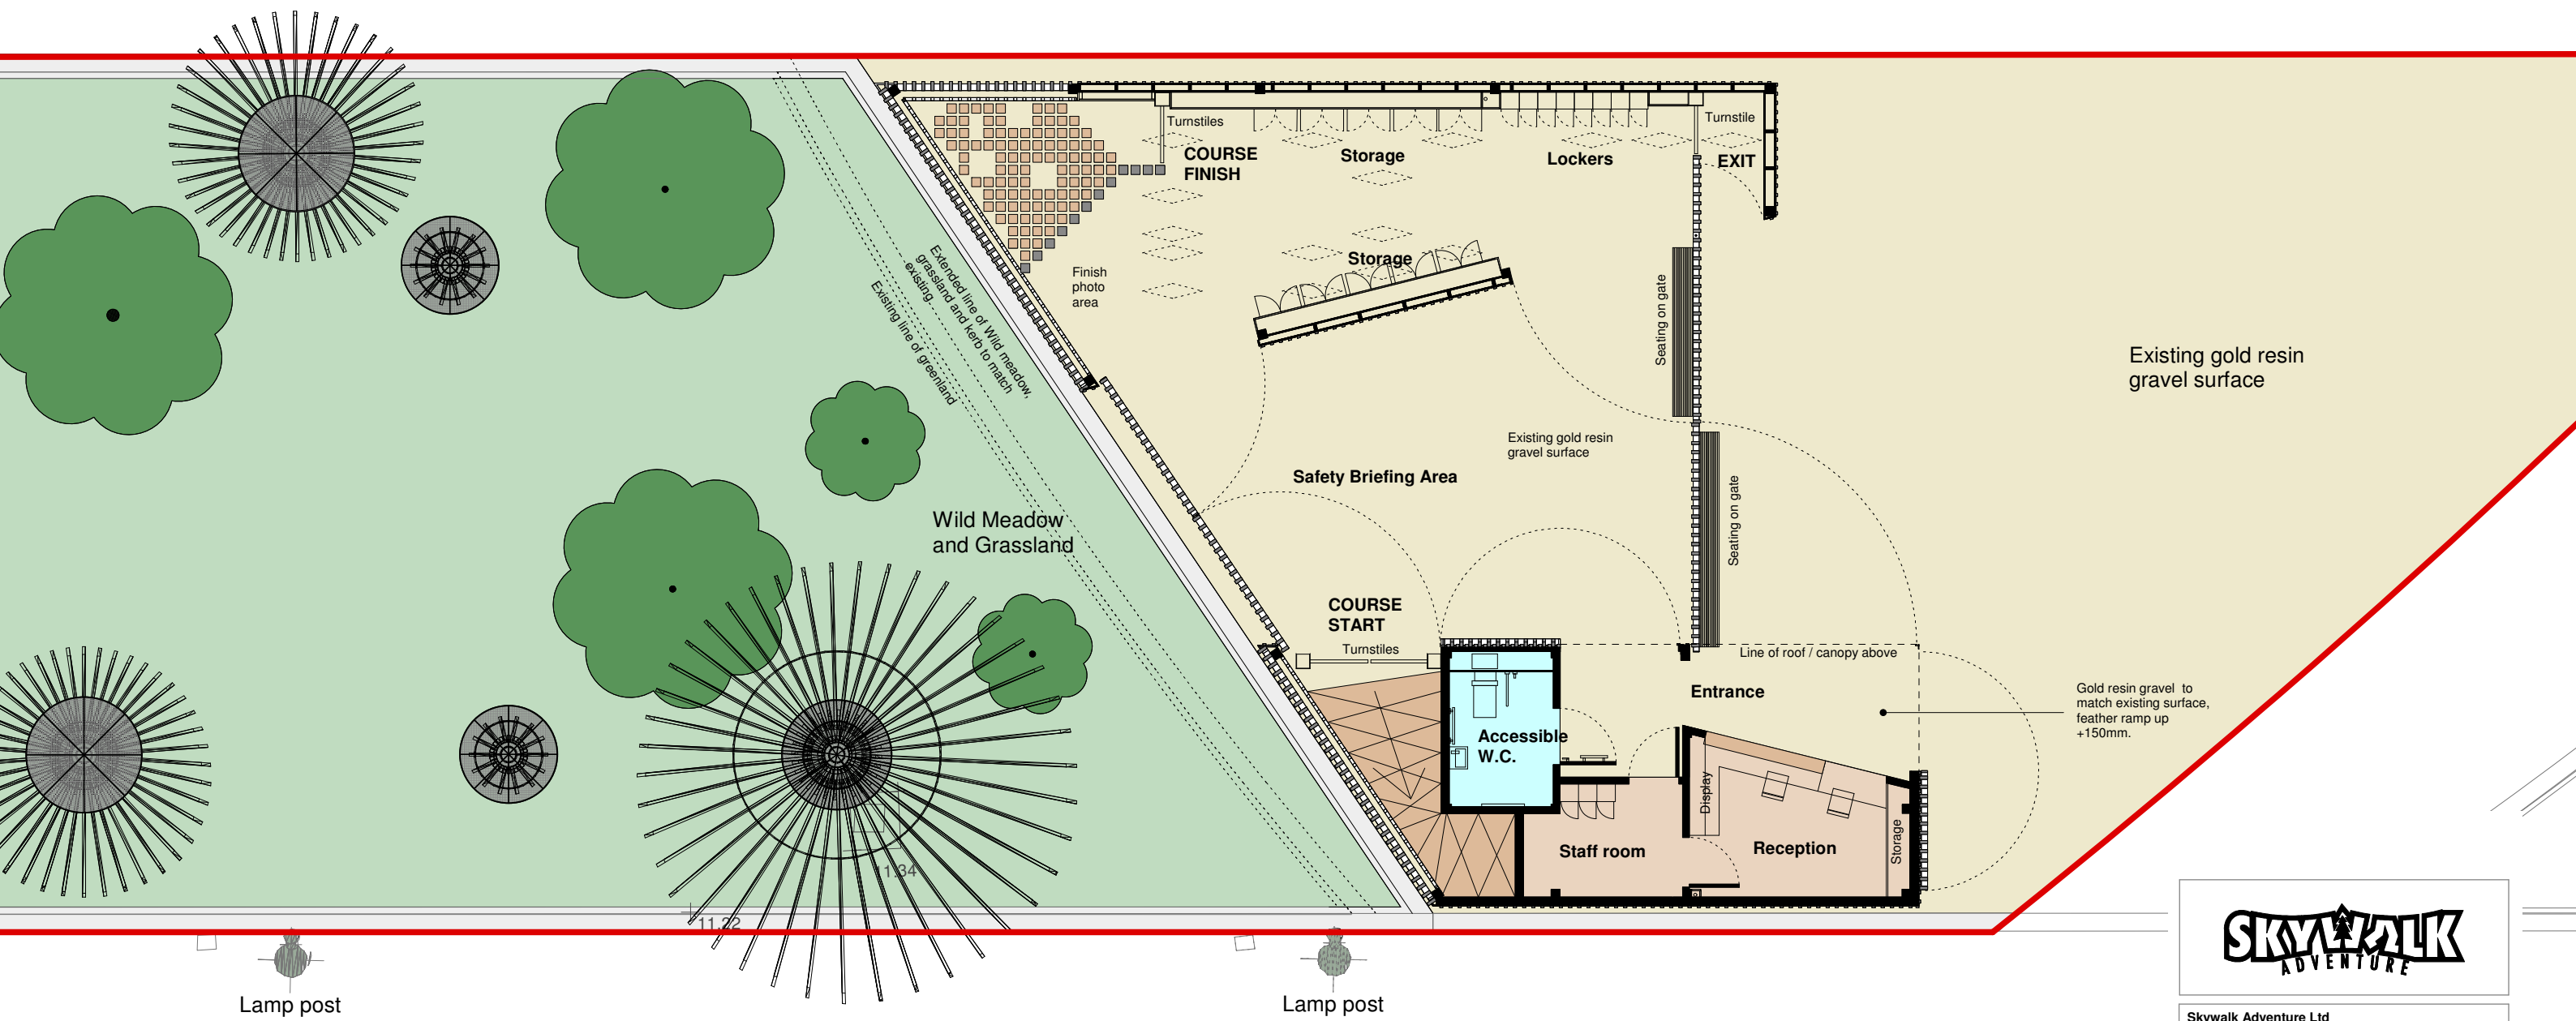 Turnstiles
COURSE
FINISH
Storage
Lockers
Turnstile
EXIT
Storage
Finish
photo
area
Extended line of Wild meadow,
grassland and kerb to match
existing
Existing line of greenland
Seating on gate
Existing gold resin
gravel surface
Existing gold resin
gravel surface
Safety Briefing Area
Seating on gate
Wild Meadow
and Grassland
COURSE
START
Turnstiles
Line of roof / canopy above
Entrance
Gold resin gravel to
match existing surface,
feather ramp up
+150mm.
Accessible
W.C.
Display
Staff room
Reception
Storage
11.34
11.22
Lamp post
Lamp post
SKYWALK
ADVENTURE
Skywalk Adventure Ltd